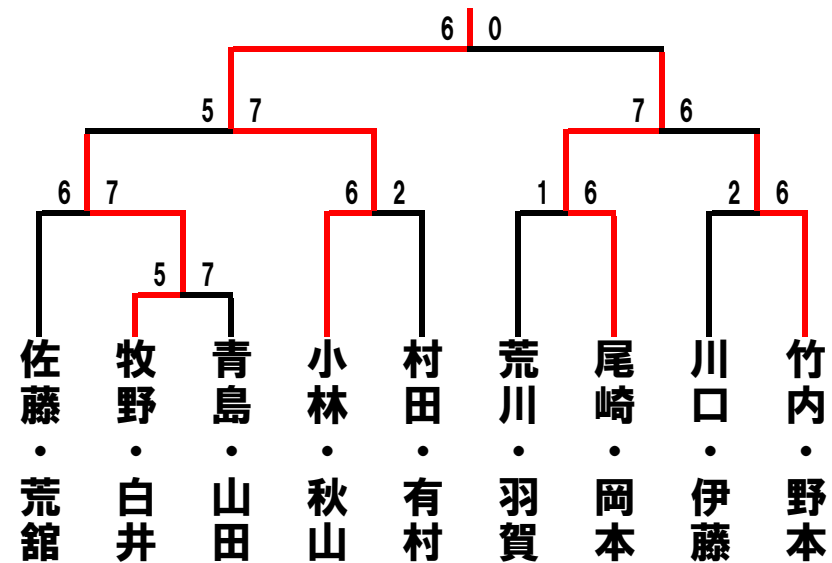 6 0
5 7
7 6
6 7
6 2
1 6
2 6
5 7
佐藤・荒舘
牧野・白井
青島・山田
小林・秋山
村田・有村
荒川・羽賀
尾崎・岡本
川口・伊藤
竹内・野本